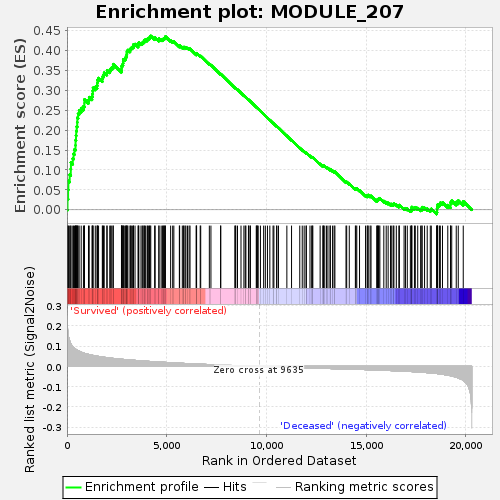 Enrichment plot: MODULE_207
Enrichment score (ES)
0.45
0.40
0.35
0.30
0.25
0.20
0.15
0.10
0.05
0.00
'Survived' (positively correlated)
Ranked list metric (Signal2Noise)
0.3
0.2
0.1
0.0
-0.1
-0.2
-0.3
Zero cross at 9635
'Deceased' (negatively correlated)
0
5,000
10,000
15,000
20,000
Rank in Ordered Dataset
Enrichment profile
Hits
Ranking metric scores